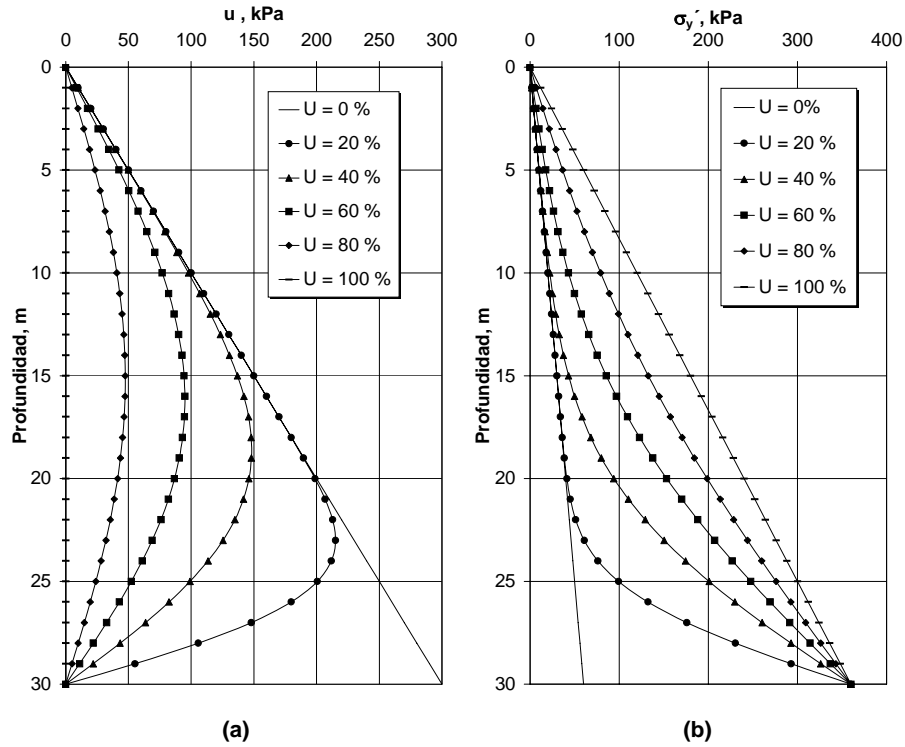 u , kPa
0 50 100 150 200 250 300
0
5
10
15
20
25
30
Profundidad, m
U = 0 %
U = 20 %
U = 40 %
U = 60 %
U = 80 %
U = 100 %
(a)
σy´, kPa
0 100 200 300 400
0
5
10
15
20
25
30
Profundidad, m
U = 0%
U = 20 %
U = 40 %
U = 60 %
U = 80 %
U = 100 %
(b)